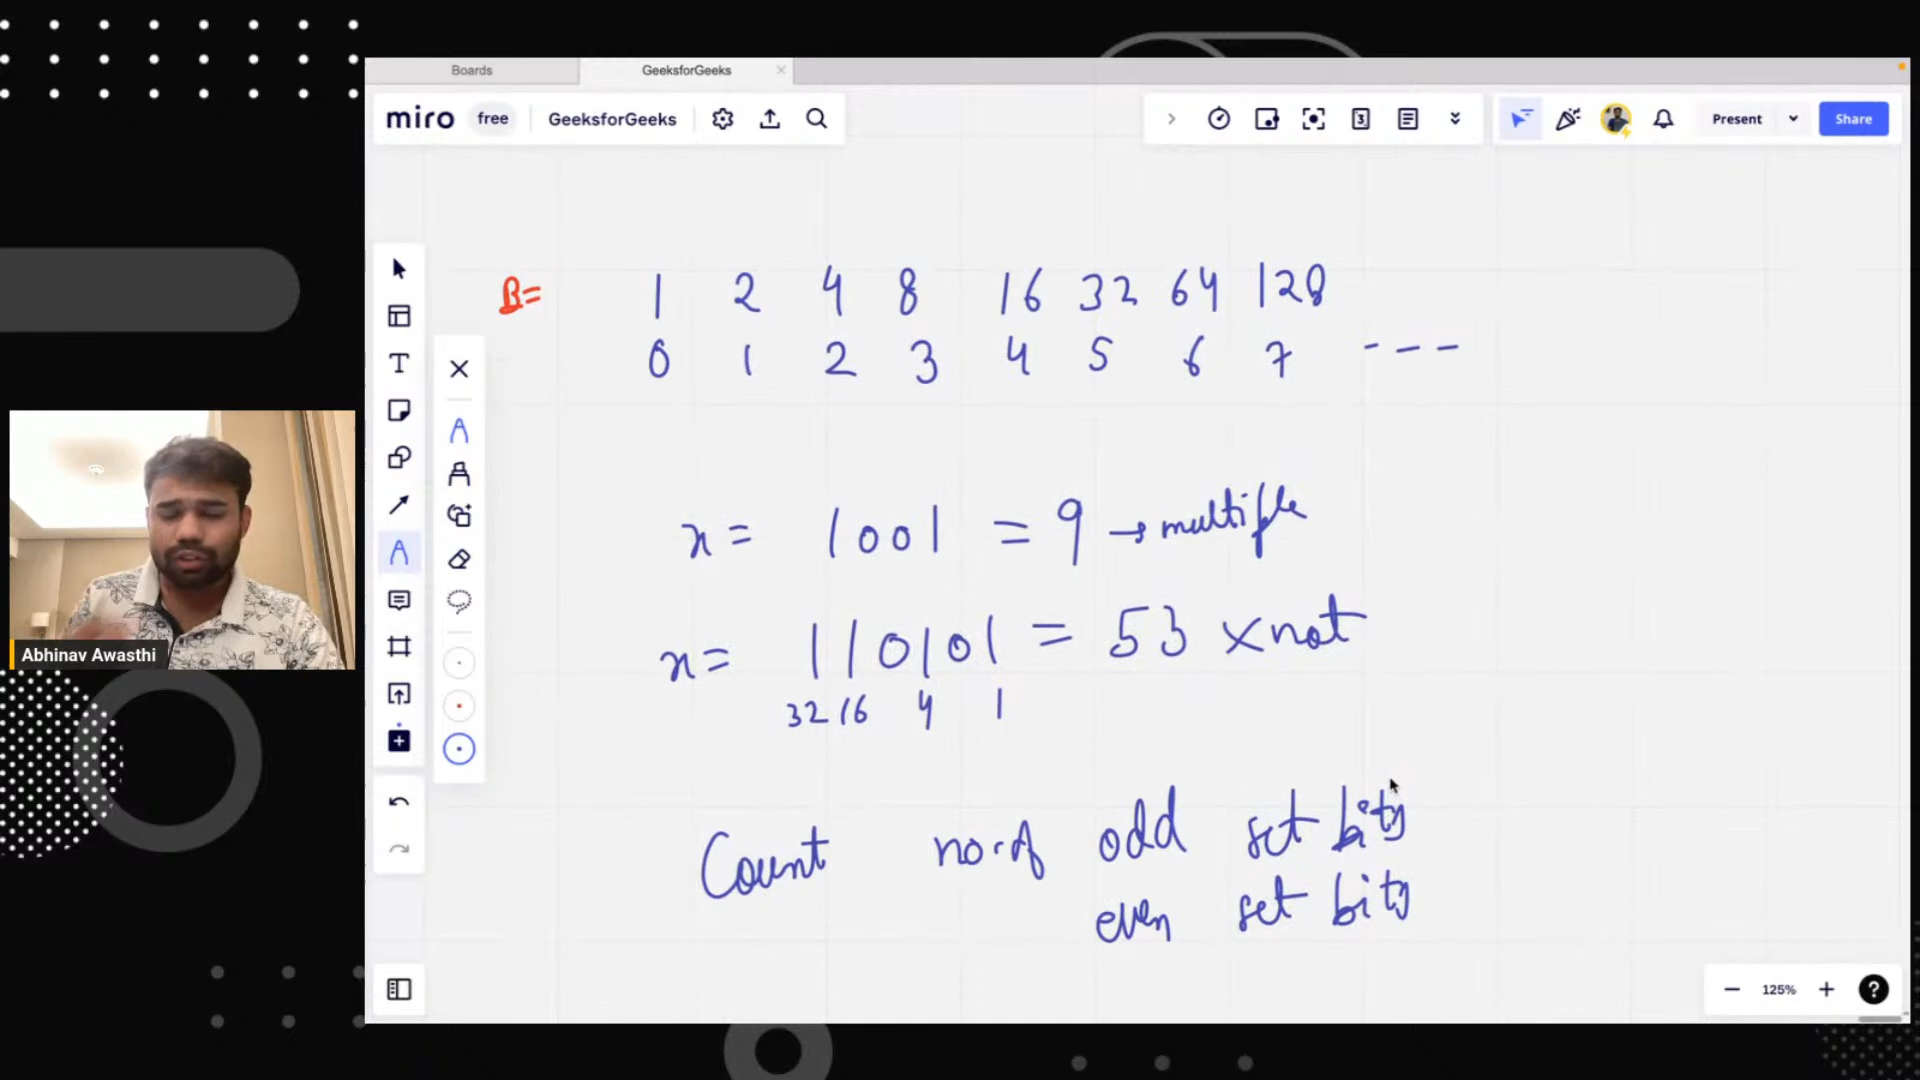 Boards
GeeksforGeeks
miro free GeeksforGeeks
3
Present
Share
B= 1 2 4 8 16 32 64 128
0 1 2 3 4 5 6 7 ---
T
x = 1001 = 9 → multiple
x = 110101 = 53 x not
32 16 4 1
Abhinav Awasthi
Count no. of odd set bits
even set bits
125%
?